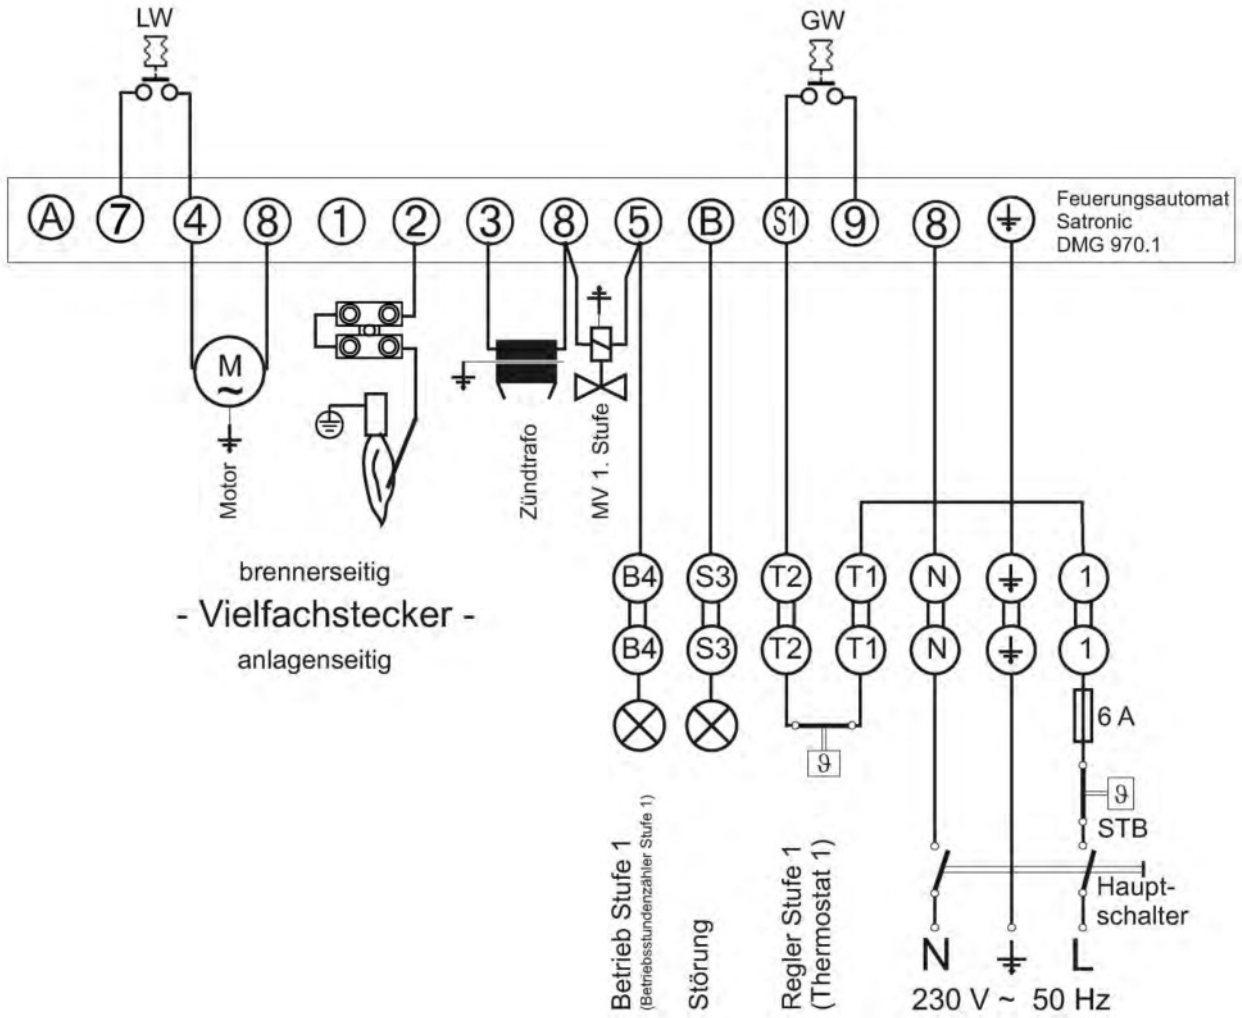 LW
GW
A 7 4 8 1 2 3 8 5 B S1 9 8
Feuerungsautomat
Satronic
DMG 970.1
M
~
Motor
Zündtrafo
MV 1. Stufe
brennerseitig
- Vielfachstecker -
anlagenseitig
B4 S3 T2 T1 N 1
B4 S3 T2 T1 N 1
6 A
ϑ
ϑ
STB
Haupt-
schalter
Betrieb Stufe 1
(Betriebsstundenzähler Stufe 1)
Störung
Regler Stufe 1
(Thermostat 1)
N L
230 V ~ 50 Hz